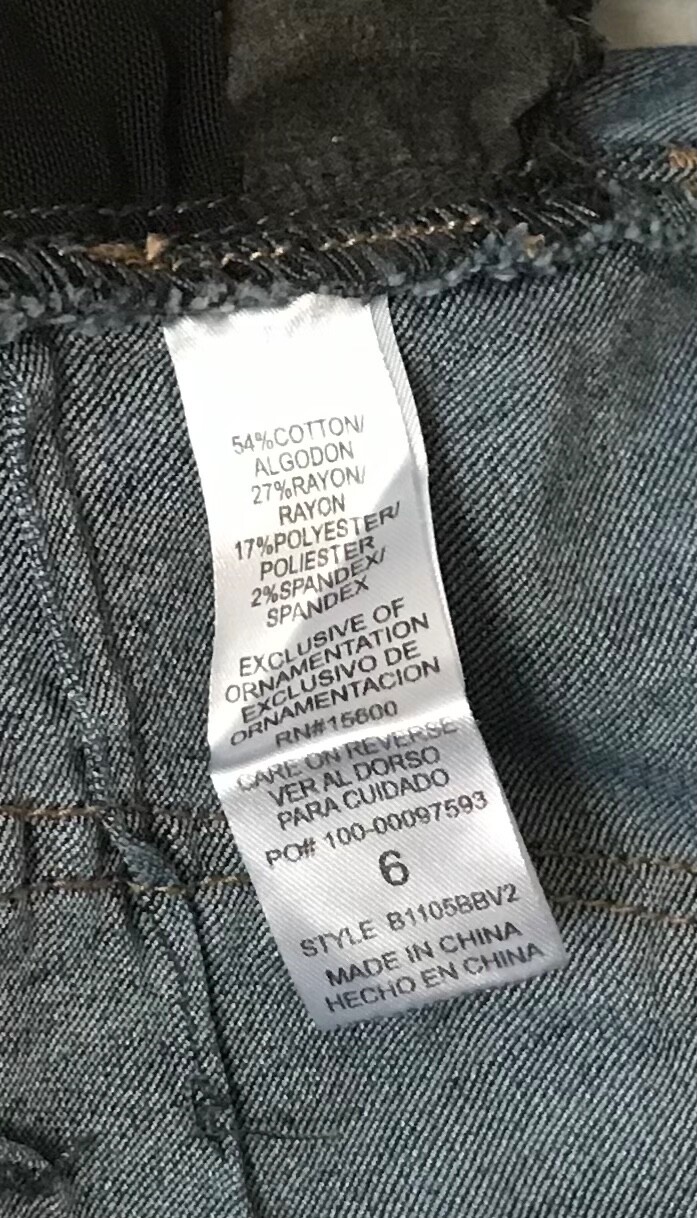 54%COTTON/
ALGODON
27%RAYON/
RAYON
17%POLYESTER/
POLIESTER
2%SPANDEX/
SPANDEX
EXCLUSIVE OF
ORNAMENTATION
EXCLUSIVO DE
ORNAMENTACION
RN#15600
CARE ON REVERSE
VER AL DORSO
PARA CUIDADO
PO# 100-00097593
6
STYLE B1105BBV2
MADE IN CHINA
HECHO EN CHINA